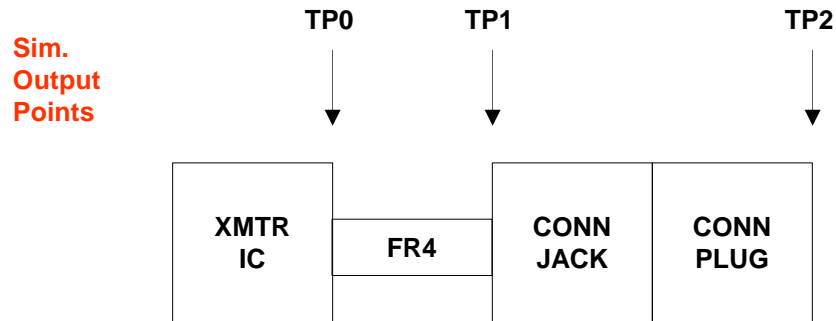 TP0 TP1 TP2
Sim.
Output
Points
XMTR
IC
FR4
CONN
JACK
CONN
PLUG